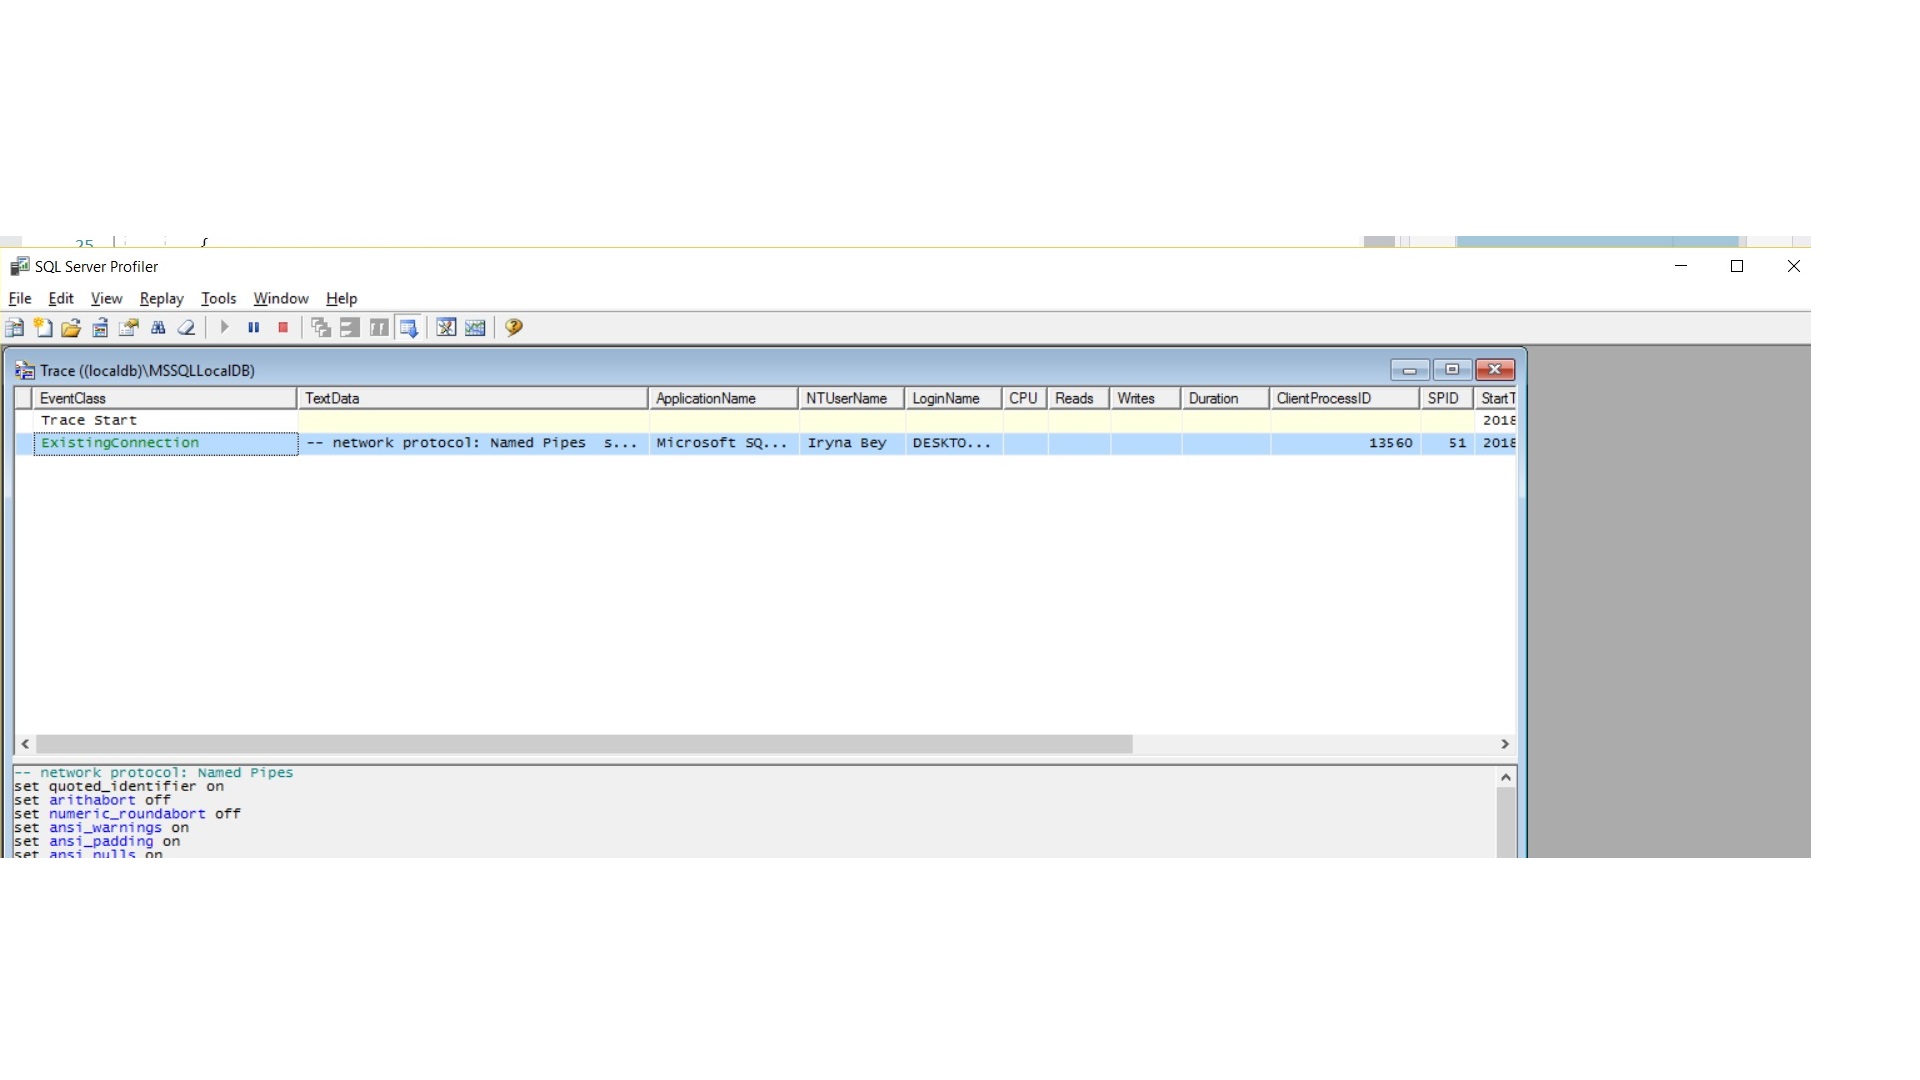 25 {
SQL Server Profiler
File Edit View Replay Tools Window Help
Trace ((localdb)\MSSQLLocalDB)
EventClass TextData ApplicationName NTUserName LoginName CPU Reads Writes Duration ClientProcessID SPID StartT
Trace Start 2018
ExistingConnection -- network protocol: Named Pipes s... Microsoft SQ... Iryna Bey DESKTO... 13560 51 2018
-- network protocol: Named Pipes
set quoted_identifier on
set arithabort off
set numeric_roundabort off
set ansi_warnings on
set ansi_padding on
set ansi_nulls on